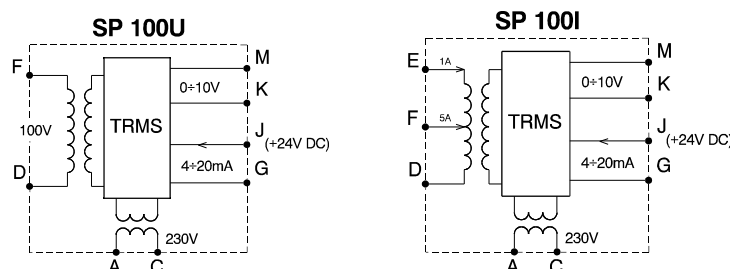 SP 100U
F
M
0÷10V
K
100V
TRMS
J
(+24V DC)
D
4÷20mA
G
230V
A
C
SP 100I
E
1A
M
0÷10V
K
F
5A
TRMS
J
(+24V DC)
D
4÷20mA
G
230V
A
C